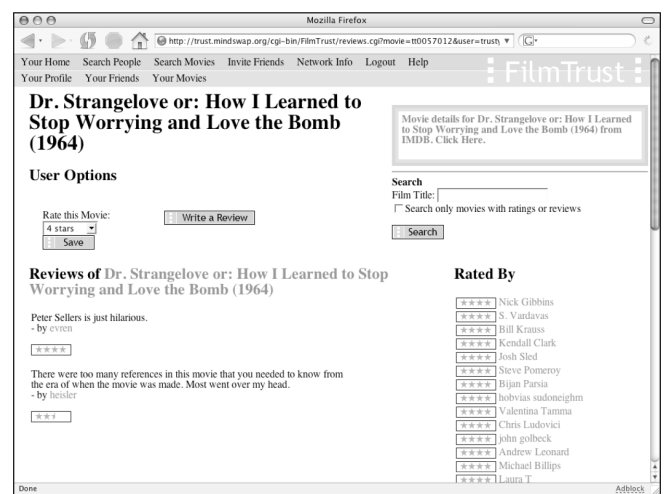 Mozilla Firefox
http://trust.mindswap.org/cgi-bin/FilmTrust/reviews.cgi?movie=tt0057012&user=trust
Your Home Search People Search Movies Invite Friends Network Info Logout Help
Your Profile Your Friends Your Movies
FilmTrust
Dr. Strangelove or: How I Learned to
Stop Worrying and Love the Bomb
(1964)
Movie details for Dr. Strangelove or: How I Learned
to Stop Worrying and Love the Bomb (1964) from
IMDB. Click Here.
User Options
Rate this Movie:
4 stars
Save
Write a Review
Search
Film Title:
Search only movies with ratings or reviews
Search
Reviews of Dr. Strangelove or: How I Learned to Stop
Worrying and Love the Bomb (1964)
Peter Sellers is just hilarious.
- by evren
There were too many references in this movie that you needed to know from
the era of when the movie was made. Most went over my head.
- by heisler
Rated By
Nick Gibbins
S. Vardavas
Bill Krauss
Kendall Clark
Josh Sled
Steve Pomeroy
Bijan Parsia
hobvias sudoneighm
Valentina Tamma
Chris Ludovici
john golbeck
Andrew Leonard
Michael Billips
Laura T
Done
Adblock